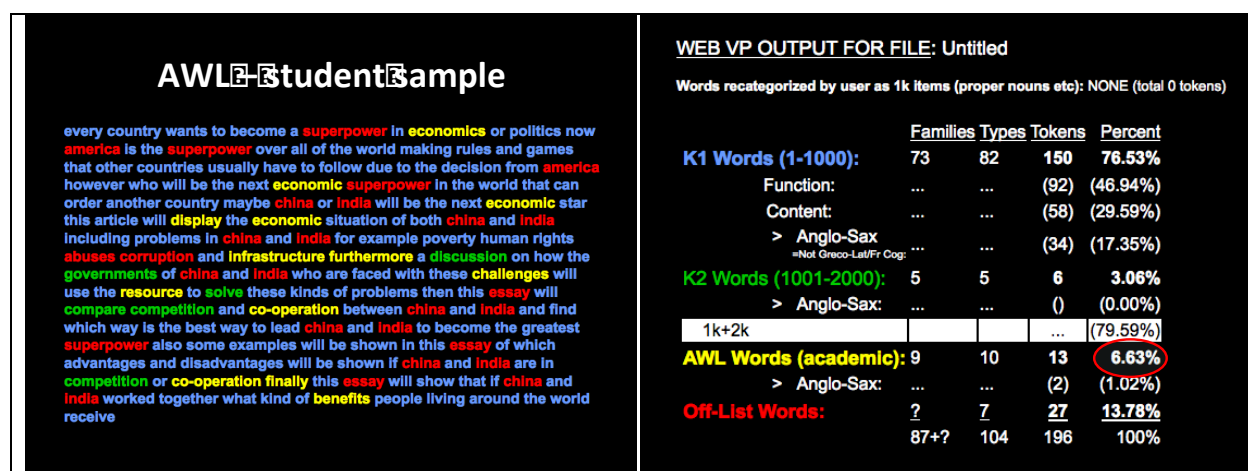 AWL – student sample
every country wants to become a superpower in economics or politics now
america is the superpower over all of the world making rules and games
that other countries usually have to follow due to the decision from america
however who will be the next economic superpower in the world that can
order another country maybe china or india will be the next economic star
this article will display the economic situation of both china and india
including problems in china and india for example poverty human rights
abuses corruption and infrastructure furthermore a discussion on how the
governments of china and india who are faced with these challenges will
use the resource to solve these kinds of problems then this essay will
compare competition and co-operation between china and india and find
which way is the best way to lead china and india to become the greatest
superpower also some examples will be shown in this essay of which
advantages and disadvantages will be shown if china and india are in
competition or co-operation finally this essay will show that if china and
india worked together what kind of benefits people living around the world
receive
WEB VP OUTPUT FOR FILE: Untitled
Words recategorized by user as 1k items (proper nouns etc): NONE (total 0 tokens)
Families Types Tokens Percent
K1 Words (1-1000): 73 82 150 76.53%
Function: ... ... (92) (46.94%)
Content: ... ... (58) (29.59%)
> Anglo-Sax
=Not Greco-Lat/Fr Cog: ... ... (34) (17.35%)
K2 Words (1001-2000): 5 5 6 3.06%
> Anglo-Sax: ... ... () (0.00%)
1k+2k ... (79.59%)
AWL Words (academic): 9 10 13 6.63%
> Anglo-Sax: ... ... (2) (1.02%)
Off-List Words: ? 7 27 13.78%
87+? 104 196 100%